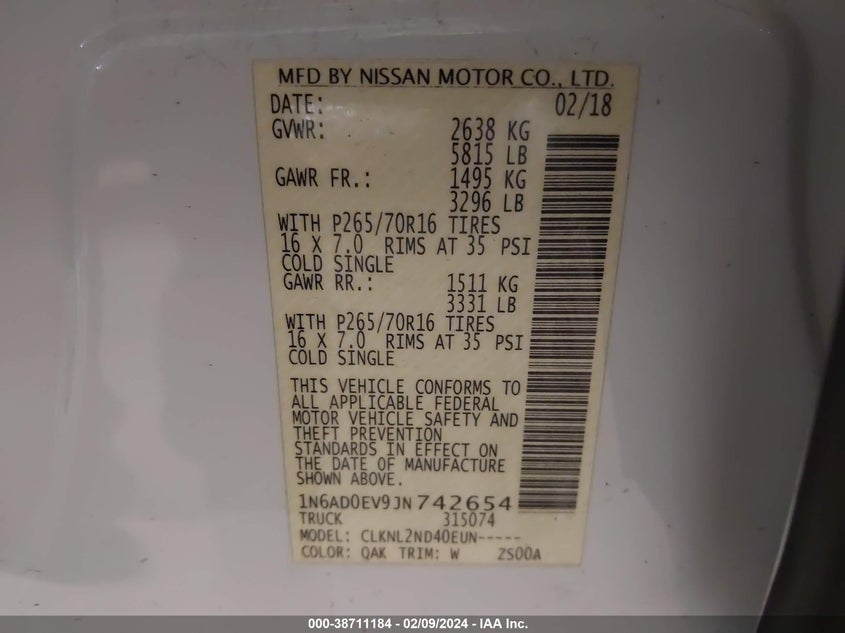 MFD BY NISSAN MOTOR CO., LTD.
DATE: 02/18
GVWR: 2638 KG
5815 LB
GAWR FR.: 1495 KG
3296 LB
WITH P265/70R16 TIRES
16 X 7.0 RIMS AT 35 PSI
COLD SINGLE
GAWR RR.: 1511 KG
3331 LB
WITH P265/70R16 TIRES
16 X 7.0 RIMS AT 35 PSI
COLD SINGLE
THIS VEHICLE CONFORMS TO
ALL APPLICABLE FEDERAL
MOTOR VEHICLE SAFETY AND
THEFT PREVENTION
STANDARDS IN EFFECT ON
THE DATE OF MANUFACTURE
SHOWN ABOVE.
1N6AD0EV9JN742654
TRUCK 315074
MODEL: CLKNL2ND40EUN-----
COLOR: QAK TRIM: W ZS00A
000-38711184 - 02/09/2024 - IAA Inc.